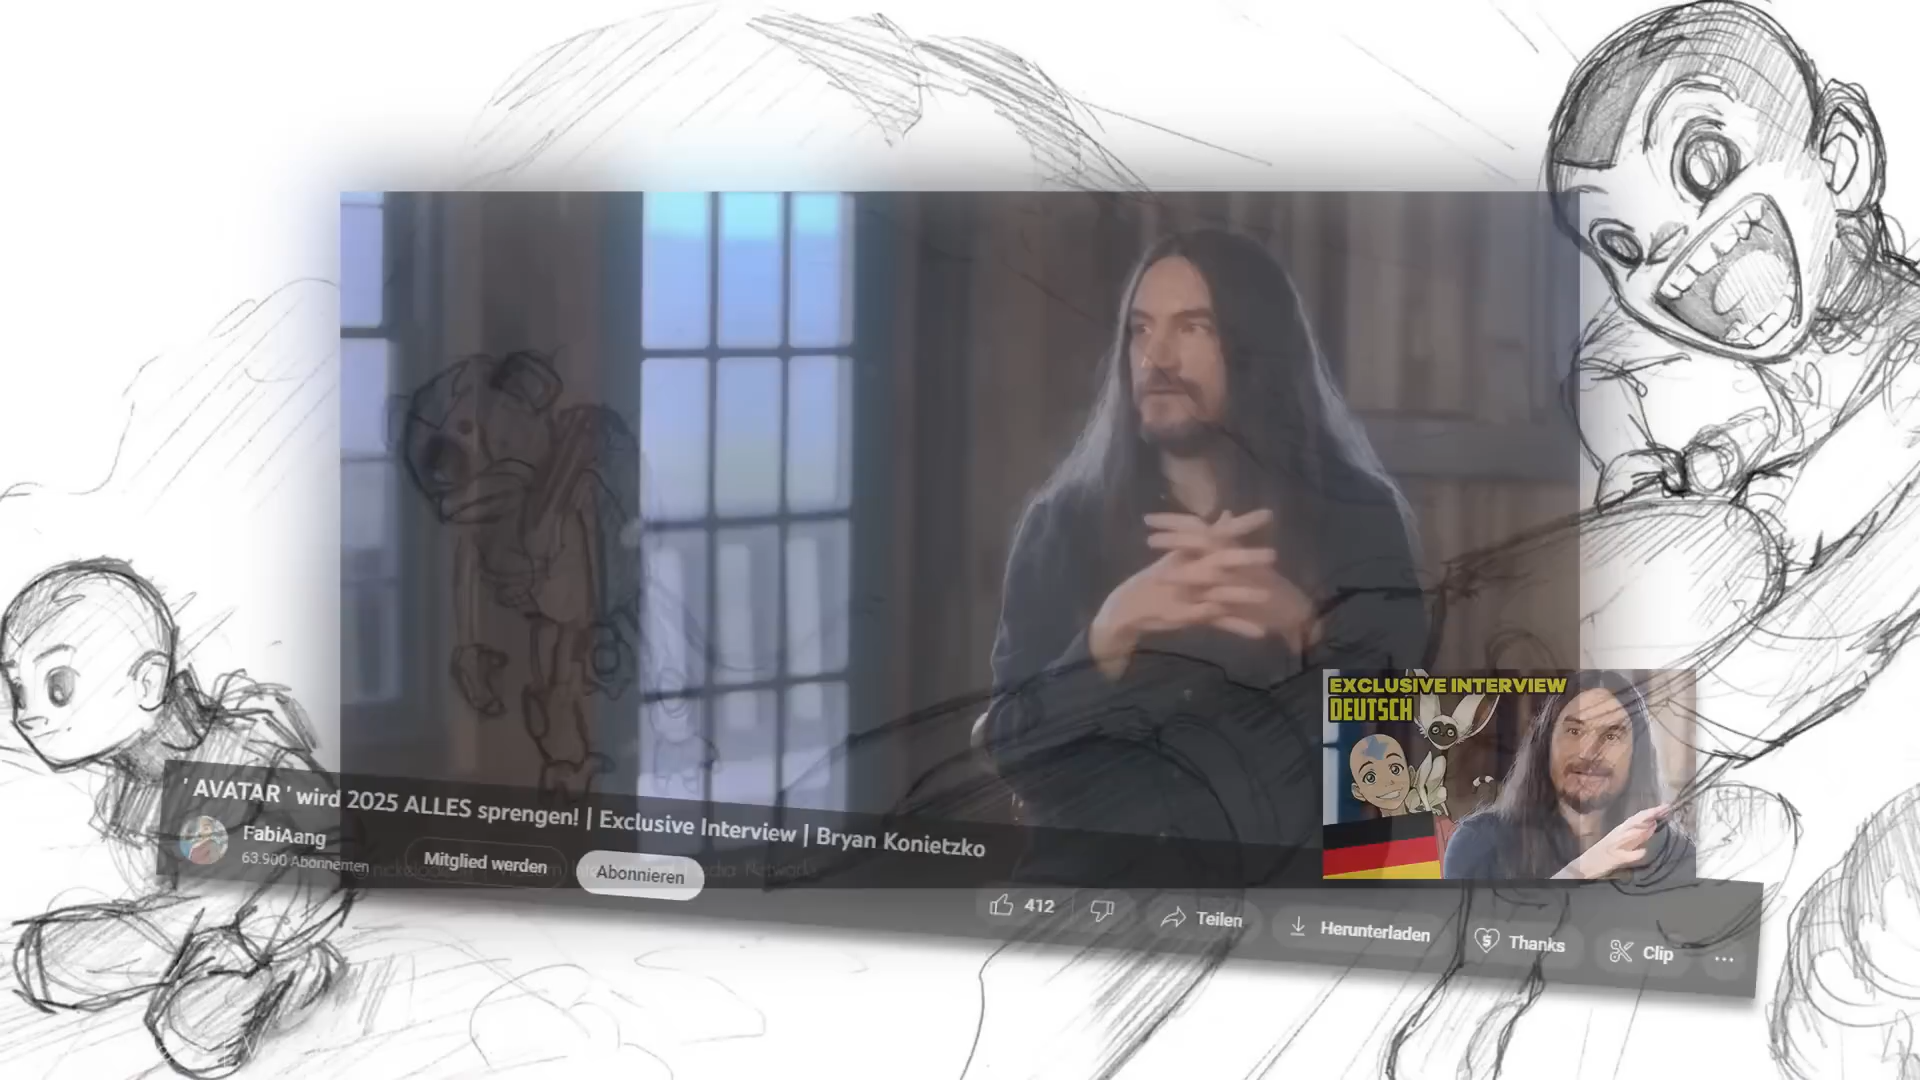 EXCLUSIVE INTERVIEW
DEUTSCH
' AVATAR ' wird 2025 ALLES sprengen! | Exclusive Interview | Bryan Konietzko
FabiAang
63.900 Abonnenten
Mitglied werden
Abonnieren
412
Teilen
Herunterladen
Thanks
Clip